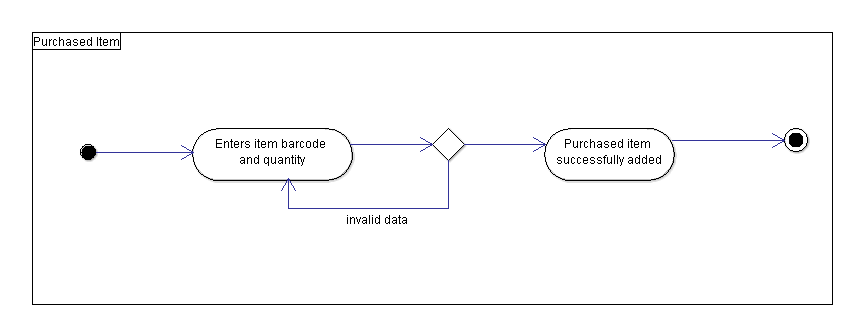 Purchased Item
Enters item barcode
and quantity
Purchased item
successfully added
invalid data